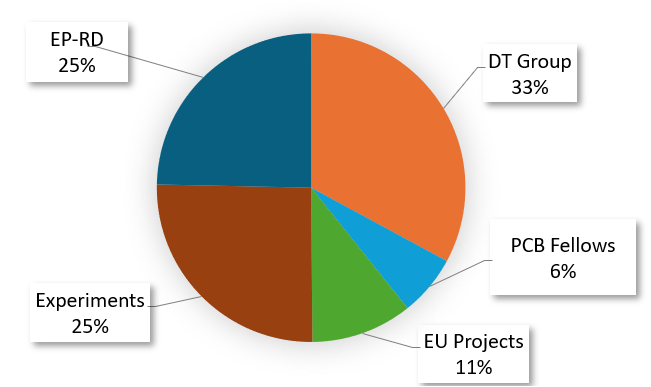 EP-RD
25%
DT Group
33%
PCB Fellows
6%
Experiments
25%
EU Projects
11%